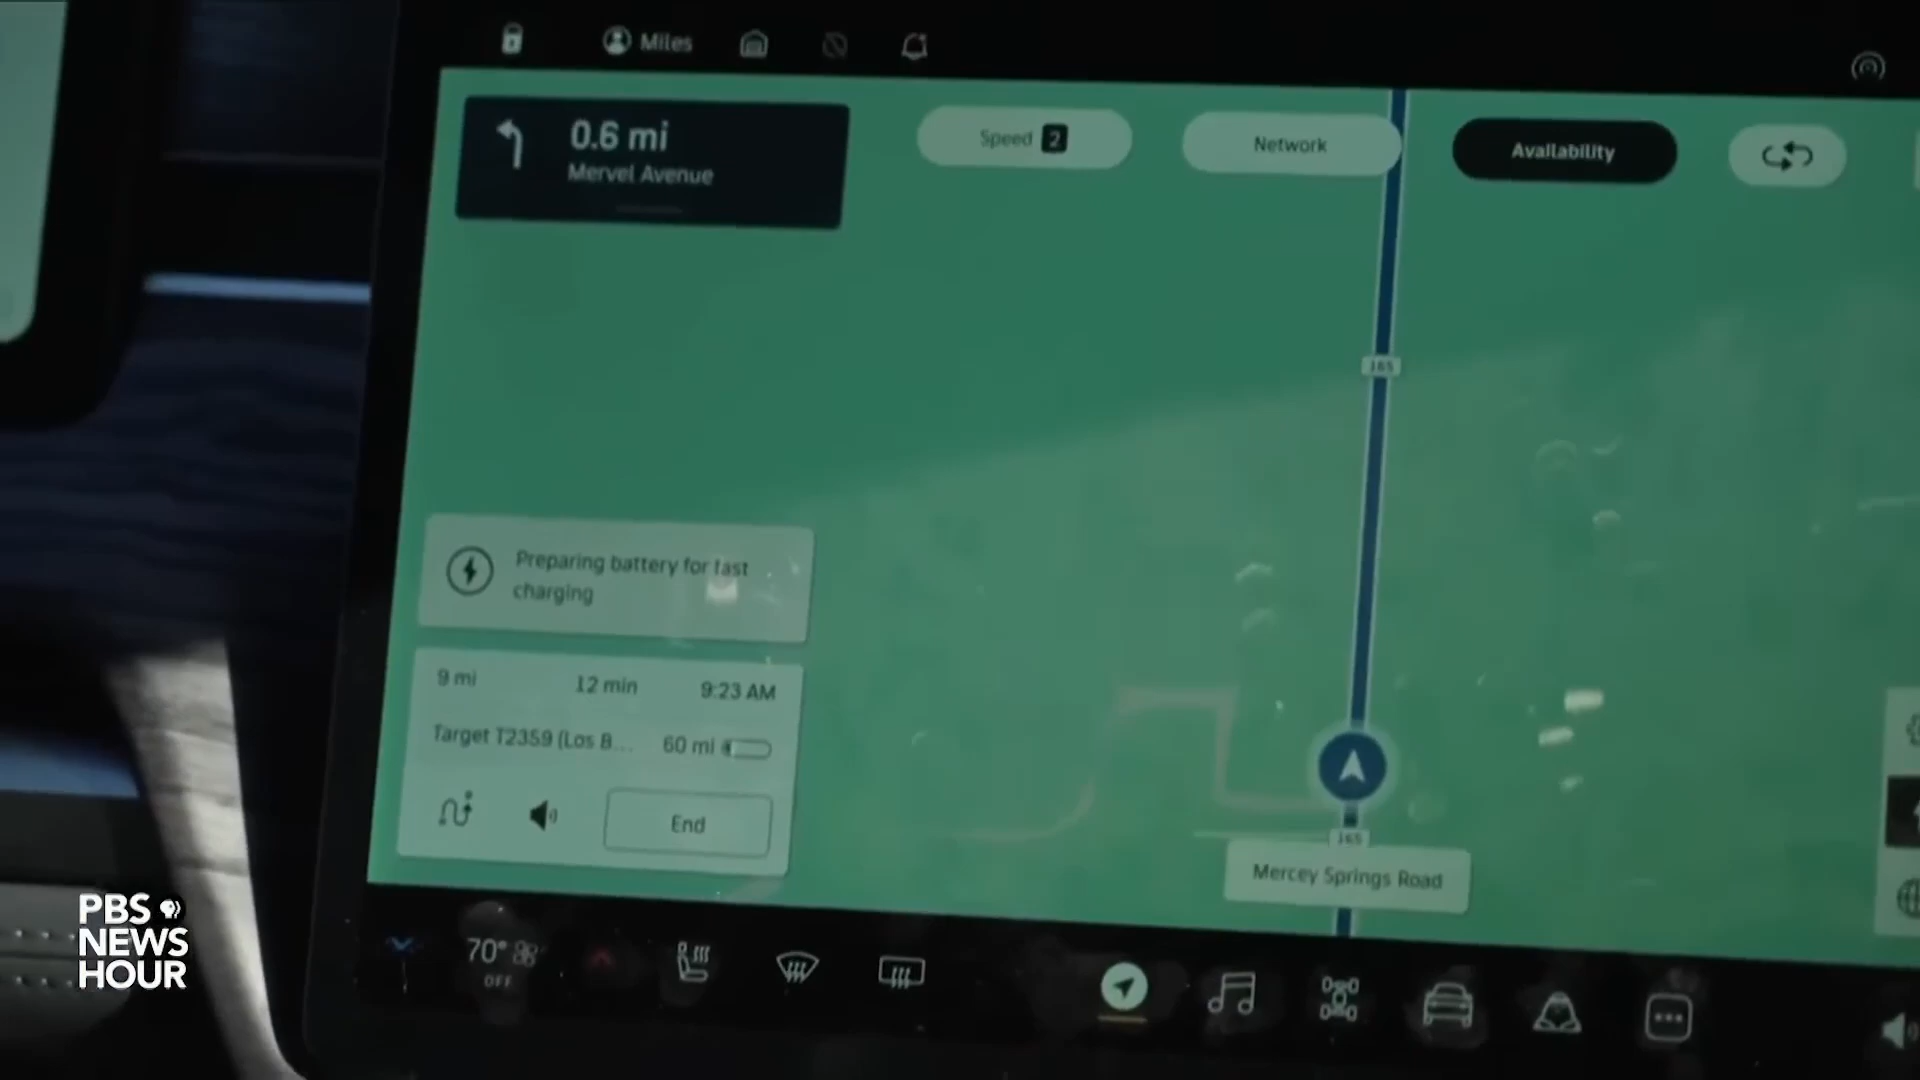 Miles
0.6 mi
Mervel Avenue
Speed 2
Network
Availability
165
Preparing battery for fast
charging
9 mi 12 min 9:23 AM
Target T2359 (Los B... 60 mi
End
165
Mercey Springs Road
70°
OFF
PBS
NEWS
HOUR